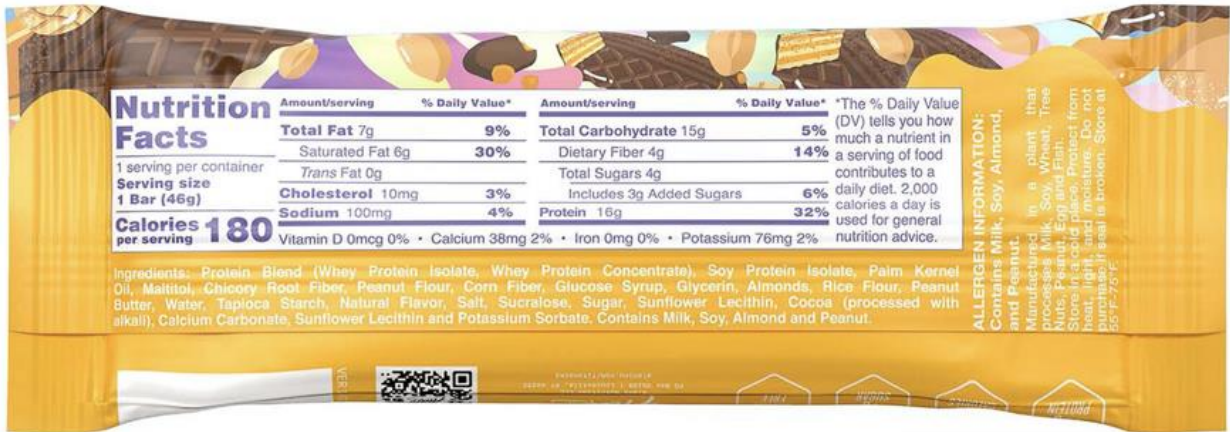 Nutrition
Facts
1 serving per container
Serving size
1 Bar (46g)
Calories
per serving 180
Amount/serving % Daily Value*
Total Fat 7g 9%
Saturated Fat 6g 30%
Trans Fat 0g
Cholesterol 10mg 3%
Sodium 100mg 4%
Amount/serving % Daily Value*
Total Carbohydrate 15g 5%
Dietary Fiber 4g 14%
Total Sugars 4g
Includes 3g Added Sugars 6%
Protein 16g 32%
Vitamin D 0mcg 0% • Calcium 38mg 2% • Iron 0mg 0% • Potassium 76mg 2%
*The % Daily Value
(DV) tells you how
much a nutrient in
a serving of food
contributes to a
daily diet. 2,000
calories a day is
used for general
nutrition advice.
Ingredients: Protein Blend (Whey Protein Isolate, Whey Protein Concentrate), Soy Protein Isolate, Palm Kernel
Oil, Maltitol, Chicory Root Fiber, Peanut Flour, Corn Fiber, Glucose Syrup, Glycerin, Almonds, Rice Flour, Peanut
Butter, Water, Tapioca Starch, Natural Flavor, Salt, Sucralose, Sugar, Sunflower Lecithin, Cocoa (processed with
alkali), Calcium Carbonate, Sunflower Lecithin and Potassium Sorbate. Contains Milk, Soy, Almond and Peanut.
ALLERGEN INFORMATION:
Contains Milk, Soy, Almond,
and Peanut.
Manufactured in a plant that
processes Milk, Soy, Wheat, Tree
Nuts, Peanut, Egg and Fish.
Store in a cold place. Protect from
heat, light, and moisture. Do not
purchase if seal is broken. Store at
55°F-75°F
FREE
SUGAR
PROTEIN